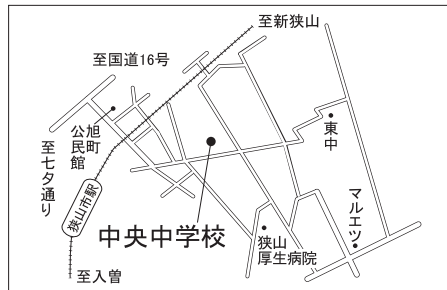 至新狭山
至国道16号
旭町
公民館
至七夕通り
狭山市駅
東中
中央中学校
マルエツ
狭山
厚生病院
至入曽